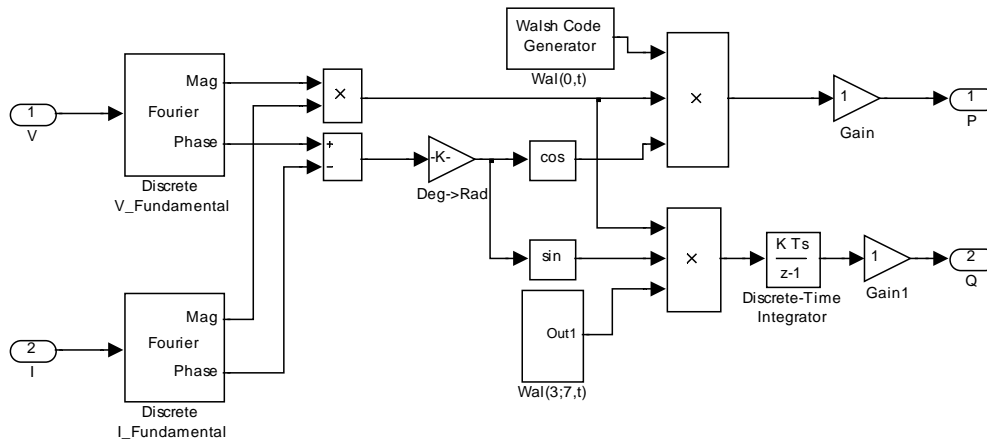 1
V
Mag
Fourier
Phase
Discrete
V_Fundamental
2
I
Mag
Fourier
Phase
Discrete
I_Fundamental
×
+
−
-K-
Deg->Rad
cos
sin
Walsh Code
Generator
Wal(0,t)
Out1
Wal(3;7,t)
×
×
1
Gain
1
P
K Ts
z-1
Discrete-Time
Integrator
1
Gain1
2
Q